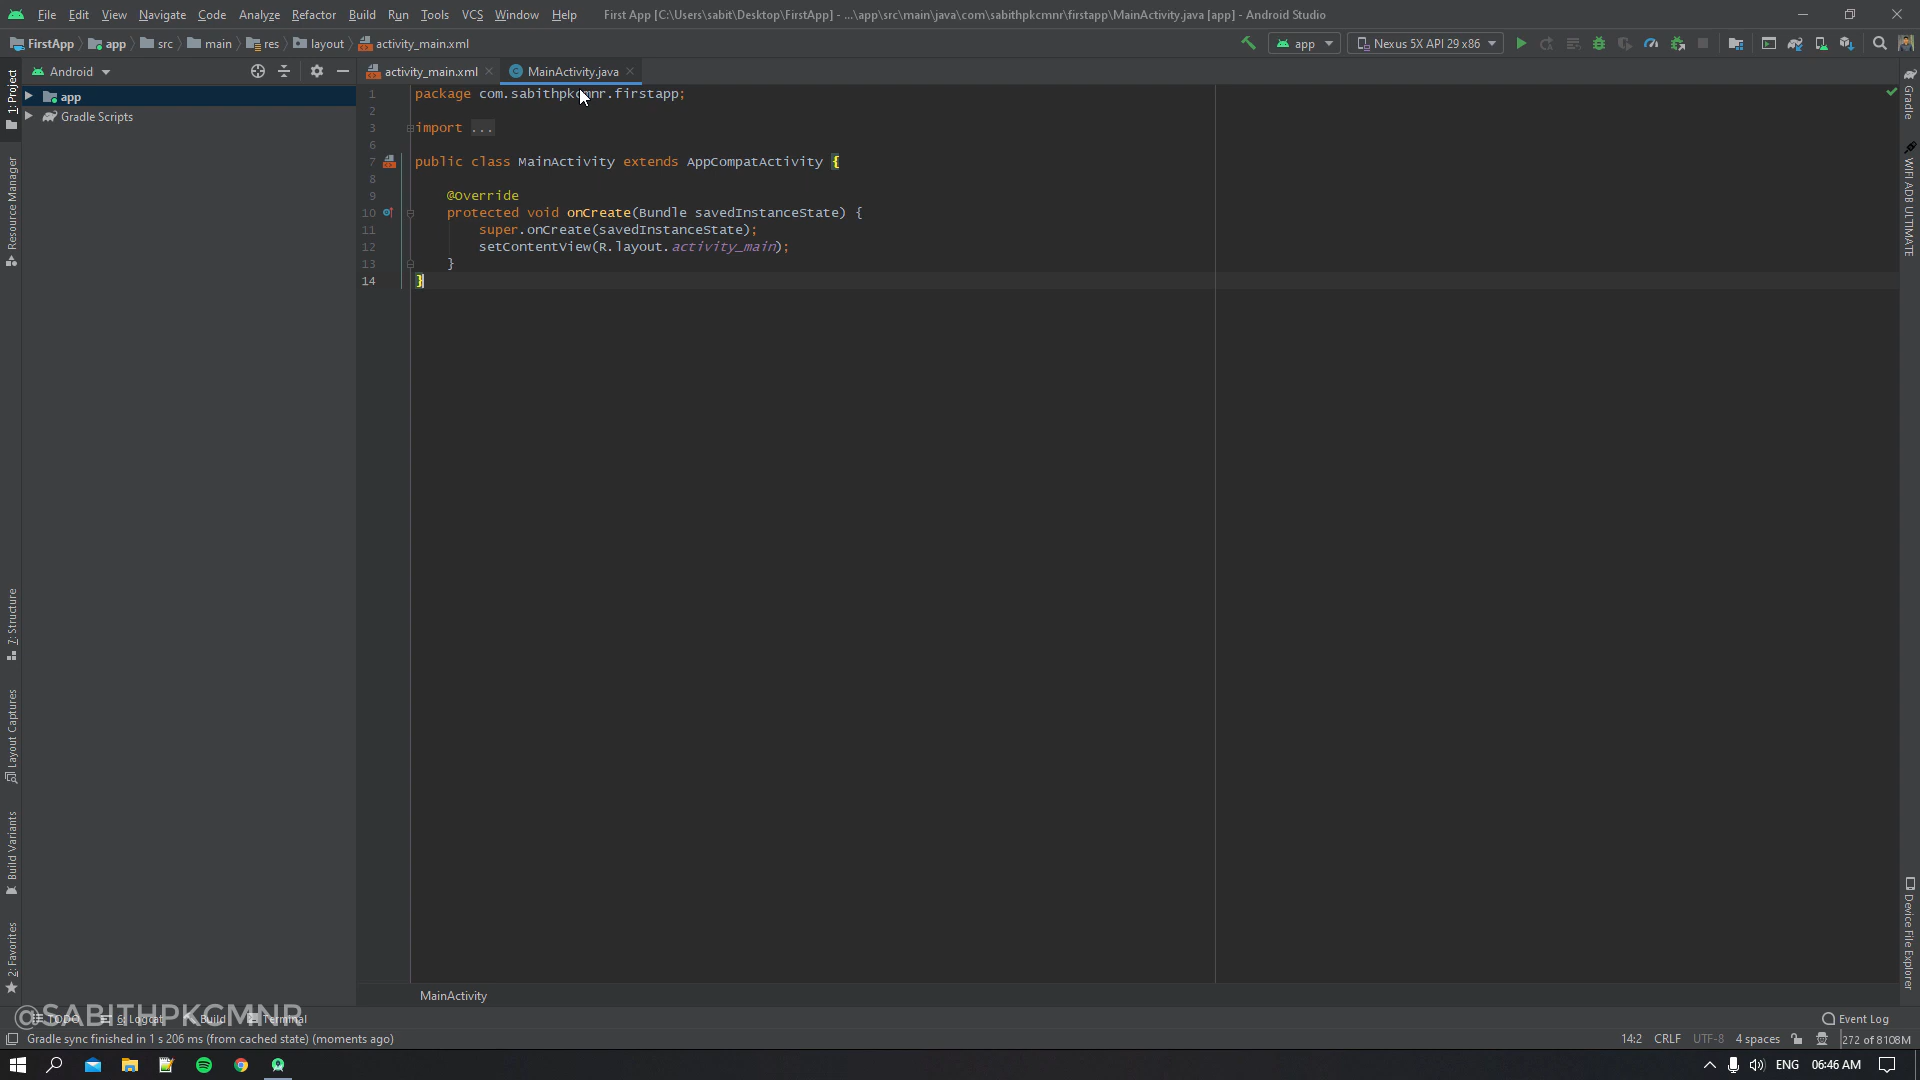 File Edit View Navigate Code Analyze Refactor Build Run Tools VCS Window Help First App [C:\Users\sabit\Desktop\FirstApp] - ...\app\src\main\java\com\sabithpkcmnr\firstapp\MainActivity.java [app] - Android Studio
FirstApp app src main res layout activity_main.xml app Nexus 5X API 29 x86
Android activity_main.xml MainActivity.java
app
Gradle Scripts
1: Project
Resource Manager
7: Structure
Layout Captures
Build Variants
2: Favorites
1 package com.sabithpkcmnr.firstapp;
2
3 import ...
6
7 public class MainActivity extends AppCompatActivity {
8
9 @Override
10 protected void onCreate(Bundle savedInstanceState) {
11 super.onCreate(savedInstanceState);
12 setContentView(R.layout.activity_main);
13 }
14 }
Gradle
WIFI ADB ULTIMATE
Device File Explorer
MainActivity
@SABITHPKCMNR
TODO 6: Logcat Build Terminal Event Log
Gradle sync finished in 1 s 206 ms (from cached state) (moments ago) 14:2 CRLF UTF-8 4 spaces 272 of 8108M
ENG 06:46 AM